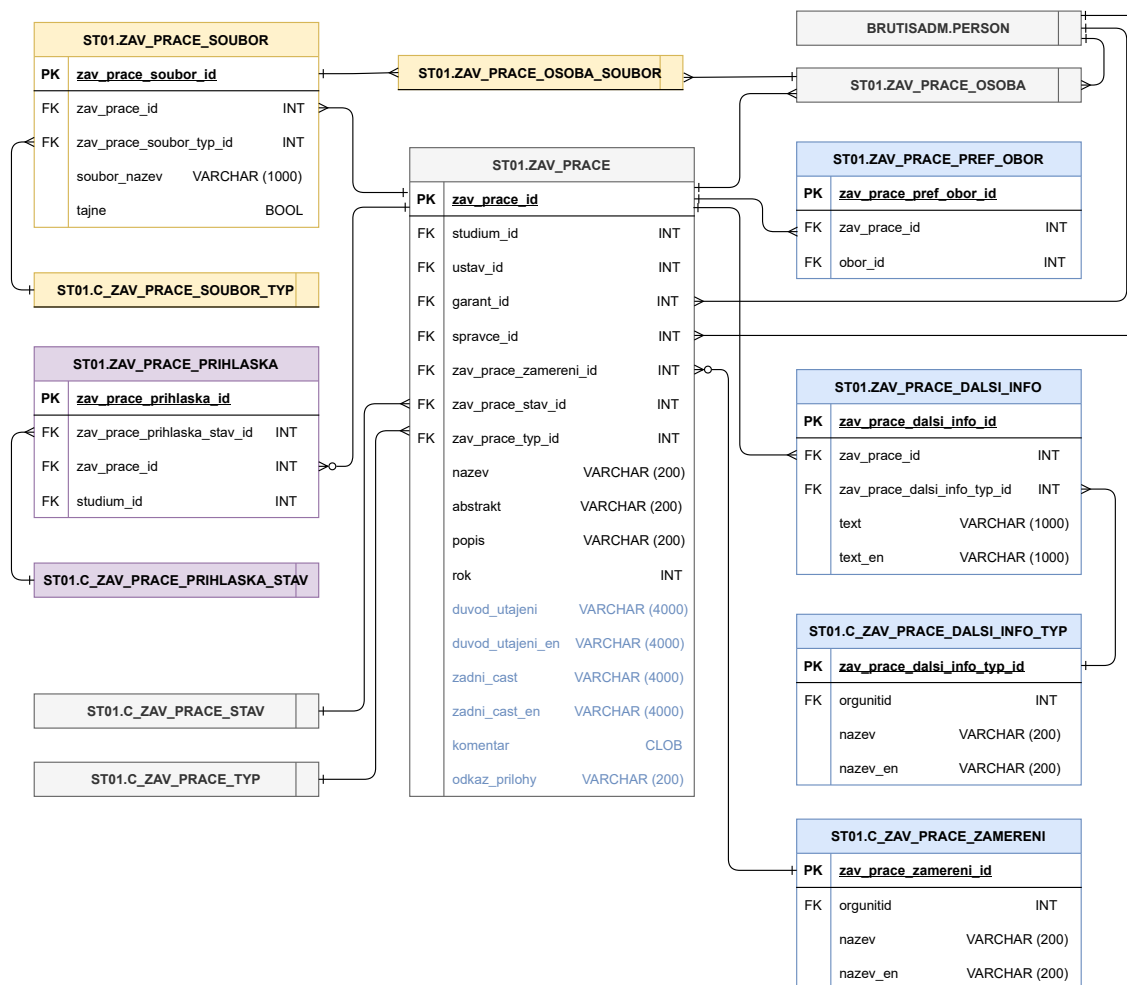 ST01.ZAV_PRACE_SOUBOR
PK zav_prace_soubor_id
FK zav_prace_id INT
FK zav_prace_soubor_typ_id INT
soubor_nazev VARCHAR (1000)
tajne BOOL
ST01.C_ZAV_PRACE_SOUBOR_TYP
ST01.ZAV_PRACE_PRIHLASKA
PK zav_prace_prihlaska_id
FK zav_prace_prihlaska_stav_id INT
FK zav_prace_id INT
FK studium_id INT
ST01.C_ZAV_PRACE_PRIHLASKA_STAV
ST01.C_ZAV_PRACE_STAV
ST01.C_ZAV_PRACE_TYP
ST01.ZAV_PRACE_OSOBA_SOUBOR
ST01.ZAV_PRACE
PK zav_prace_id
FK studium_id INT
FK ustav_id INT
FK garant_id INT
FK spravce_id INT
FK zav_prace_zamereni_id INT
FK zav_prace_stav_id INT
FK zav_prace_typ_id INT
nazev VARCHAR (200)
abstrakt VARCHAR (200)
popis VARCHAR (200)
rok INT
duvod_utajeni VARCHAR (4000)
duvod_utajeni_en VARCHAR (4000)
zadni_cast VARCHAR (4000)
zadni_cast_en VARCHAR (4000)
komentar CLOB
odkaz_prilohy VARCHAR (200)
BRUTISADM.PERSON
ST01.ZAV_PRACE_OSOBA
ST01.ZAV_PRACE_PREF_OBOR
PK zav_prace_pref_obor_id
FK zav_prace_id INT
FK obor_id INT
ST01.ZAV_PRACE_DALSI_INFO
PK zav_prace_dalsi_info_id
FK zav_prace_id INT
FK zav_prace_dalsi_info_typ_id INT
text VARCHAR (1000)
text_en VARCHAR (1000)
ST01.C_ZAV_PRACE_DALSI_INFO_TYP
PK zav_prace_dalsi_info_typ_id
FK orgunitid INT
nazev VARCHAR (200)
nazev_en VARCHAR (200)
ST01.C_ZAV_PRACE_ZAMERENI
PK zav_prace_zamereni_id
FK orgunitid INT
nazev VARCHAR (200)
nazev_en VARCHAR (200)